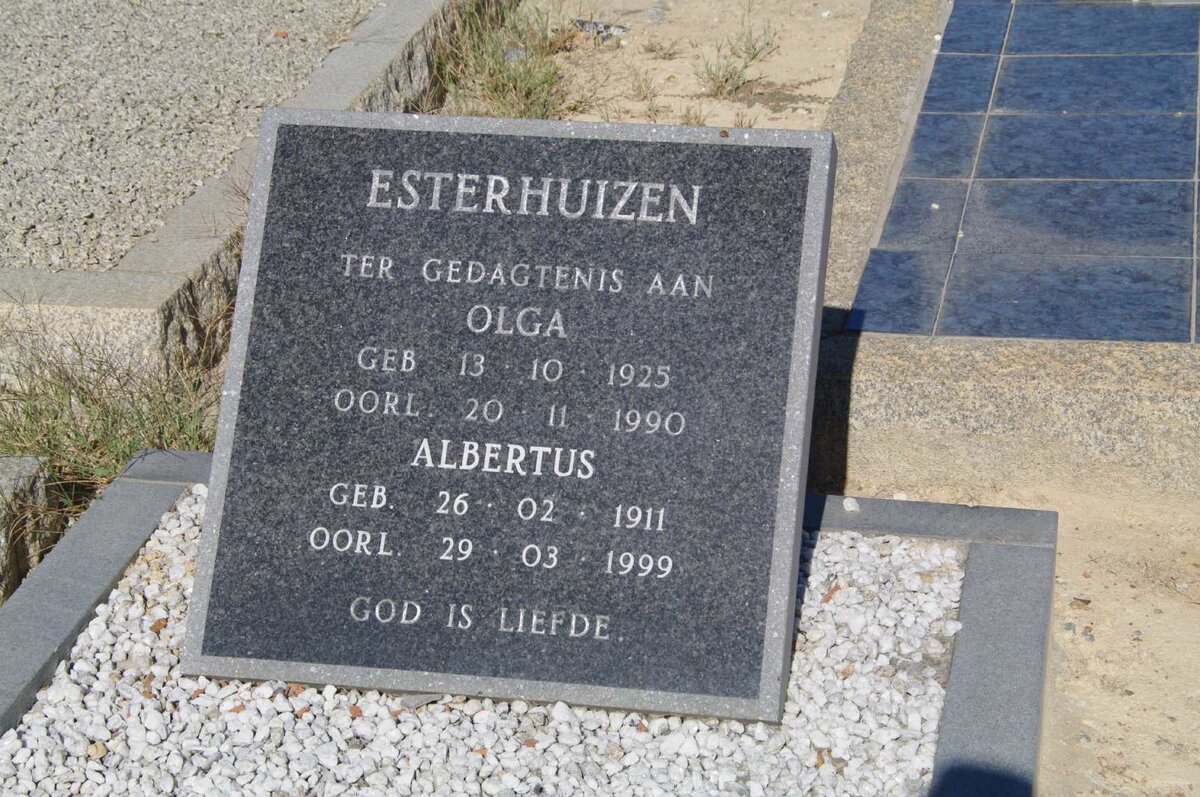 ESTERHUIZEN
TER GEDAGTENIS AAN
OLGA
GEB 13 · 10 · 1925
OORL. 20 · 11 · 1990
ALBERTUS
GEB. 26 · 02 · 1911
OORL. 29 · 03 · 1999
GOD IS LIEFDE.